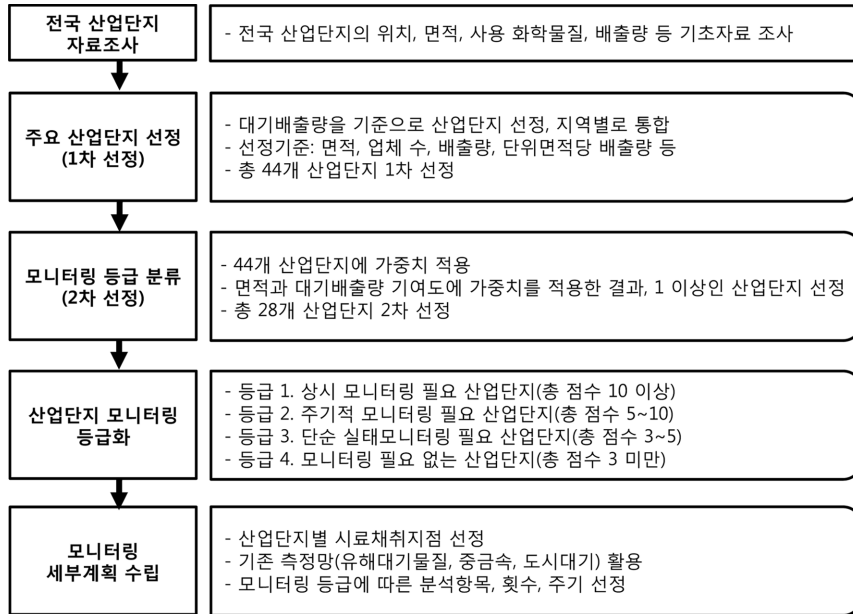 전국 산업단지
자료조사
- 전국 산업단지의 위치, 면적, 사용 화학물질, 배출량 등 기초자료 조사
주요 산업단지 선정
(1차 선정)
- 대기배출량을 기준으로 산업단지 선정, 지역별로 통합
- 선정기준: 면적, 업체 수, 배출량, 단위면적당 배출량 등
- 총 44개 산업단지 1차 선정
모니터링 등급 분류
(2차 선정)
- 44개 산업단지에 가중치 적용
- 면적과 대기배출량 기여도에 가중치를 적용한 결과, 1 이상인 산업단지 선정
- 총 28개 산업단지 2차 선정
산업단지 모니터링
등급화
- 등급 1. 상시 모니터링 필요 산업단지(총 점수 10 이상)
- 등급 2. 주기적 모니터링 필요 산업단지(총 점수 5~10)
- 등급 3. 단순 실태모니터링 필요 산업단지(총 점수 3~5)
- 등급 4. 모니터링 필요 없는 산업단지(총 점수 3 미만)
모니터링
세부계획 수립
- 산업단지별 시료채취지점 선정
- 기존 측정망(유해대기물질, 중금속, 도시대기) 활용
- 모니터링 등급에 따른 분석항목, 횟수, 주기 선정